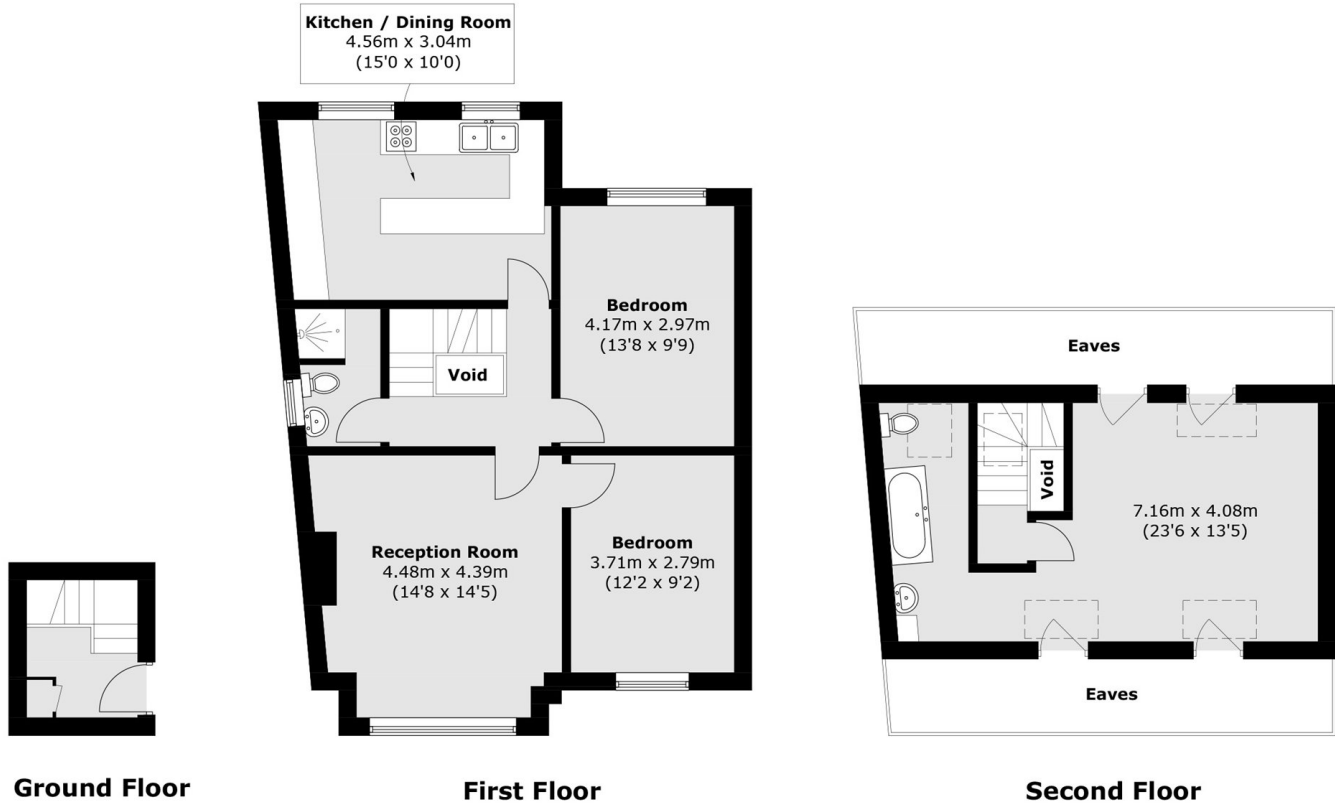 Kitchen / Dining Room
4.56m x 3.04m
(15'0 x 10'0)
Bedroom
4.17m x 2.97m
(13'8 x 9'9)
Void
Reception Room
4.48m x 4.39m
(14'8 x 14'5)
Bedroom
3.71m x 2.79m
(12'2 x 9'2)
Eaves
Void
7.16m x 4.08m
(23'6 x 13'5)
Eaves
Ground Floor
First Floor
Second Floor